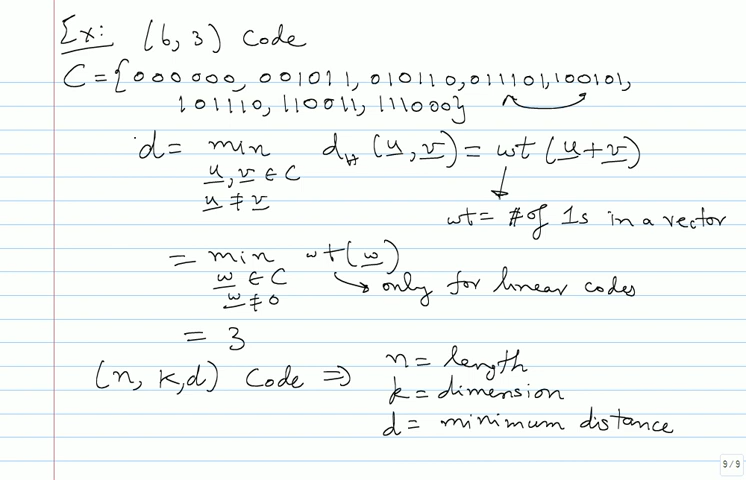 Ex: (6, 3) Code
C = {000000, 001011, 010110, 011101, 100101,
101110, 110011, 111000}
d = min d_H (u, v) = wt (u + v)
u, v ∈ C
u ≠ v
wt = # of 1s in a vector
= min wt (w)
w ∈ C → only for linear codes
w ≠ 0
= 3
(n, k, d) Code ⇒ n = length
k = dimension
d = minimum distance
9 / 9